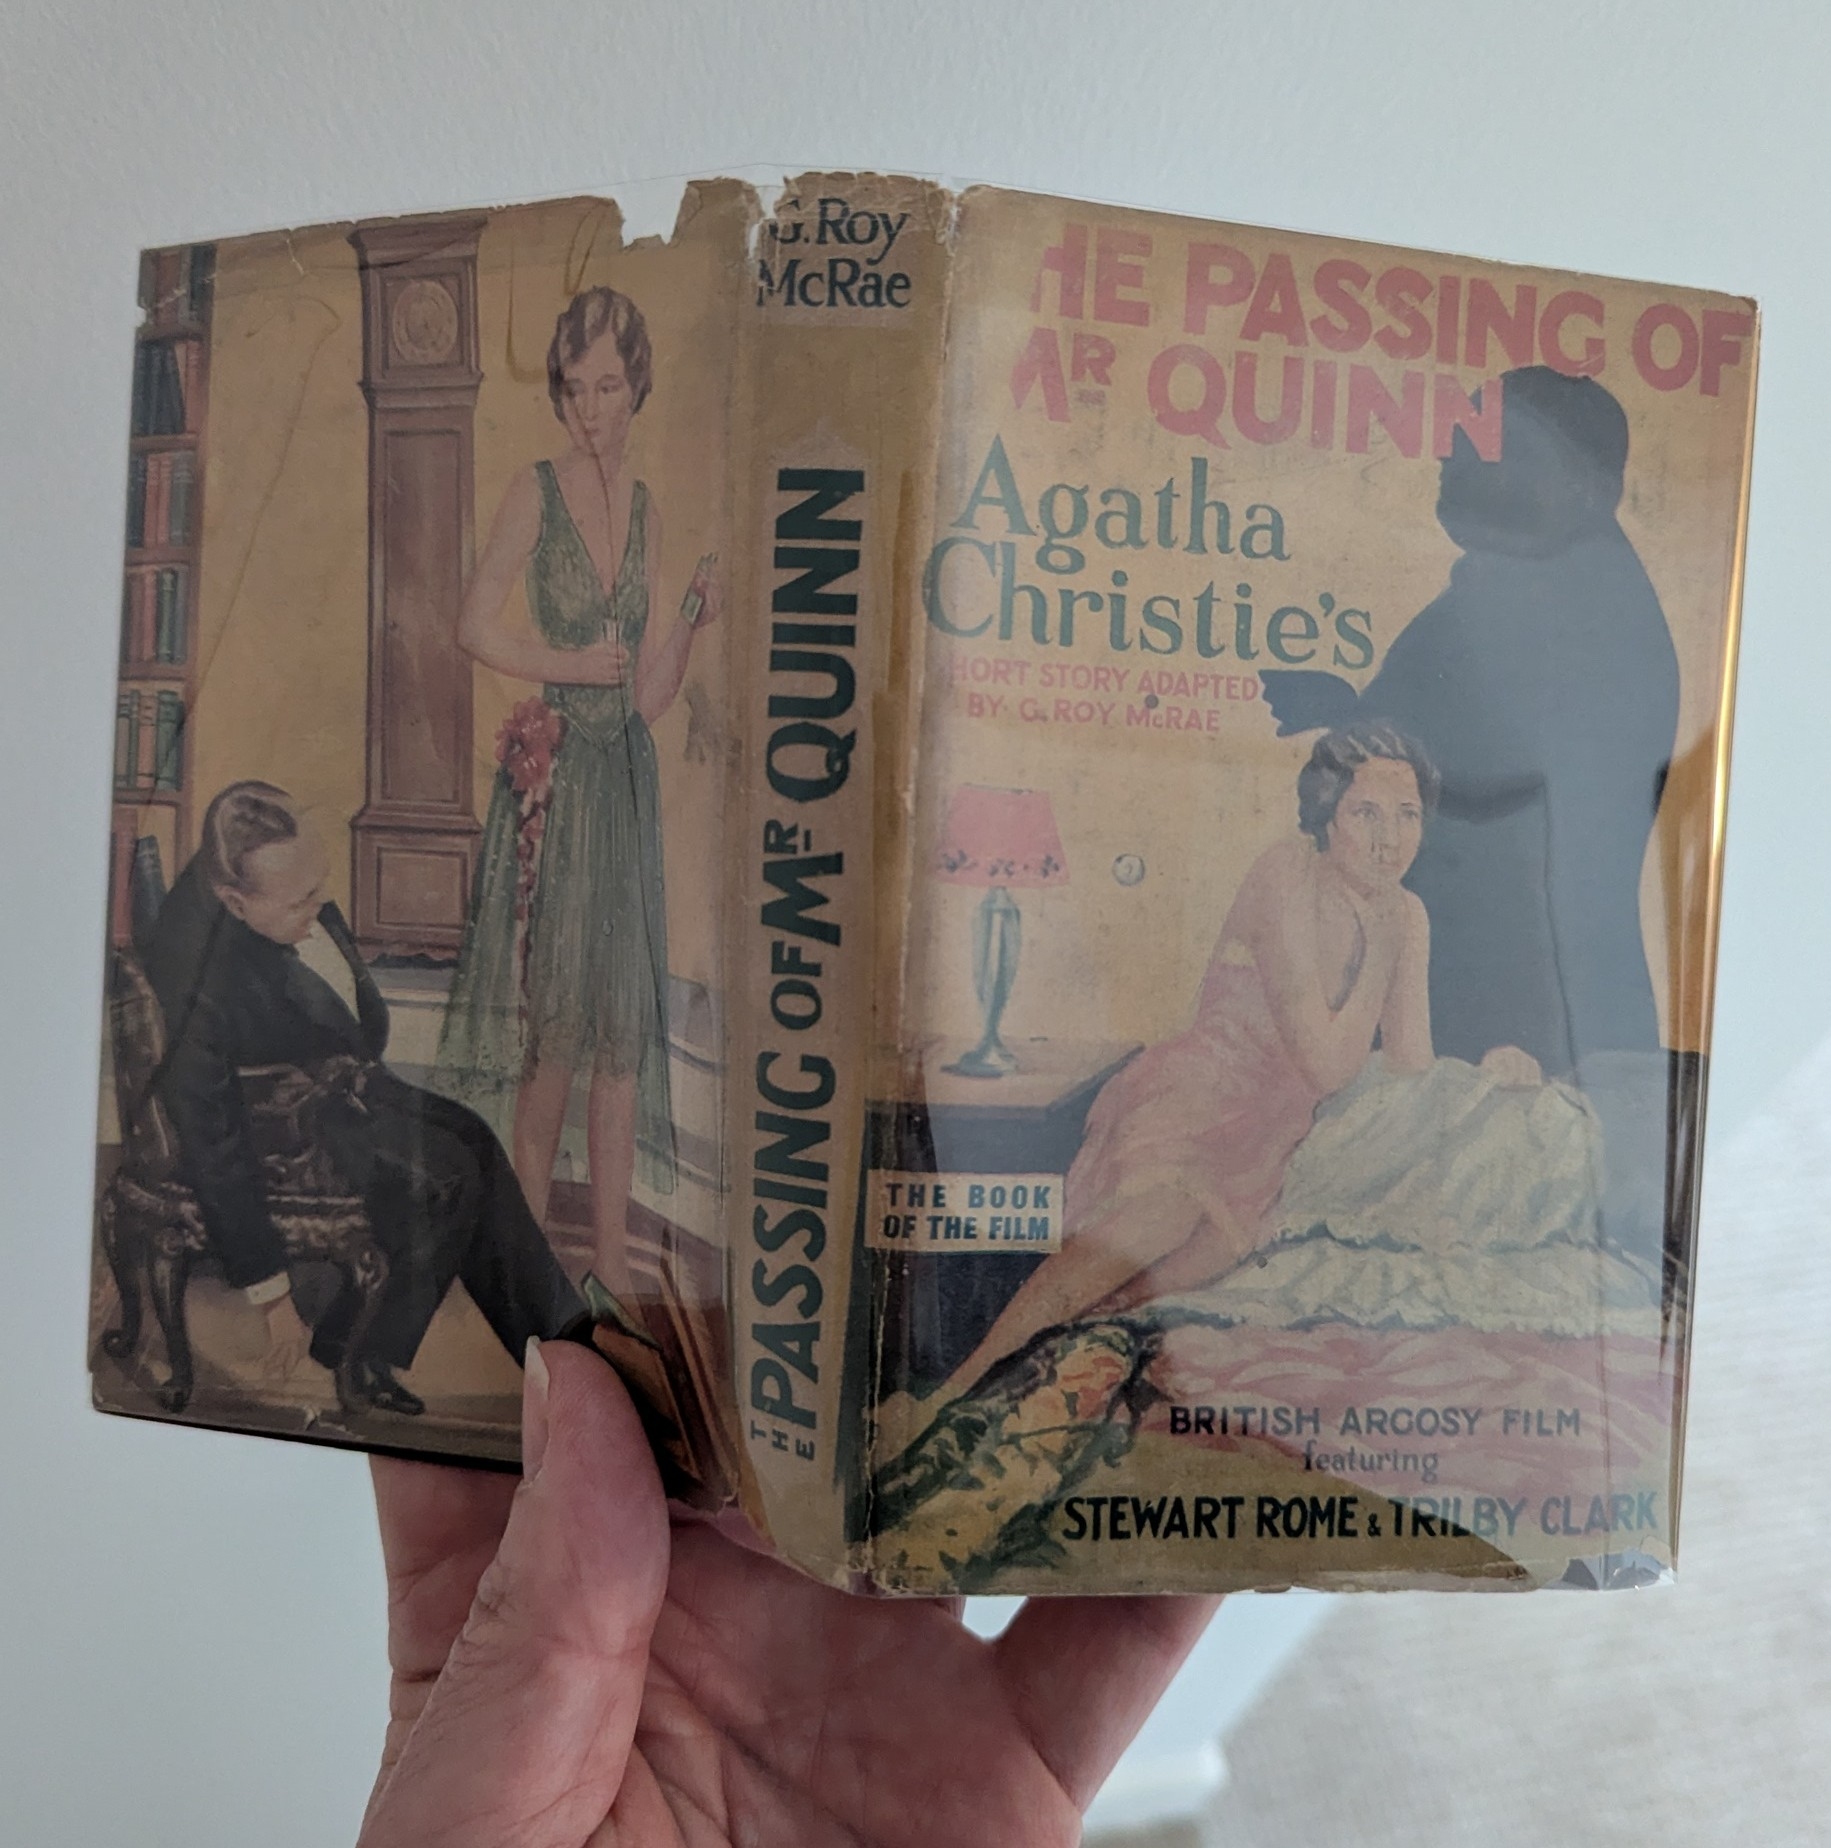 G. Roy
McRae
THE PASSING OF MR QUINN
HE PASSING OF
MR QUINN
Agatha
Christie's
HORT STORY ADAPTED
BY G. ROY McRAE
THE BOOK
OF THE FILM
BRITISH ARGOSY FILM
featuring
STEWART ROME & TRILBY CLARK